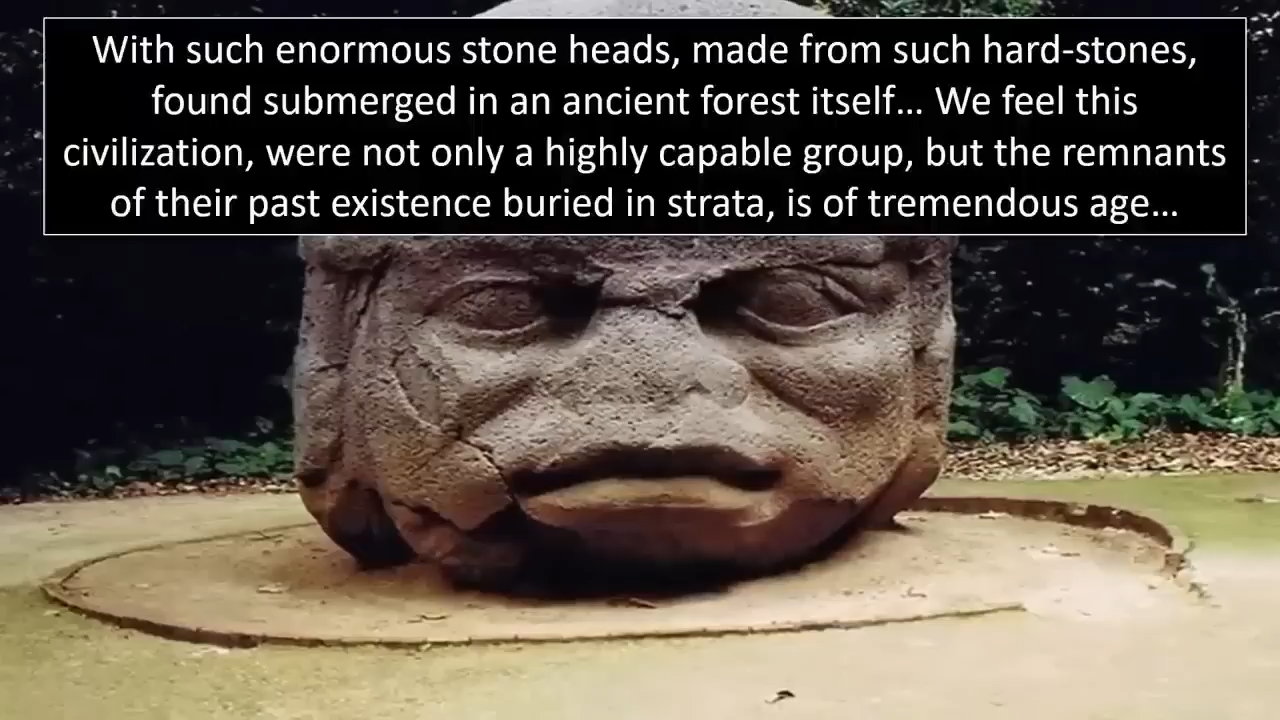 With such enormous stone heads, made from such hard-stones,
found submerged in an ancient forest itself… We feel this
civilization, were not only a highly capable group, but the remnants
of their past existence buried in strata, is of tremendous age…